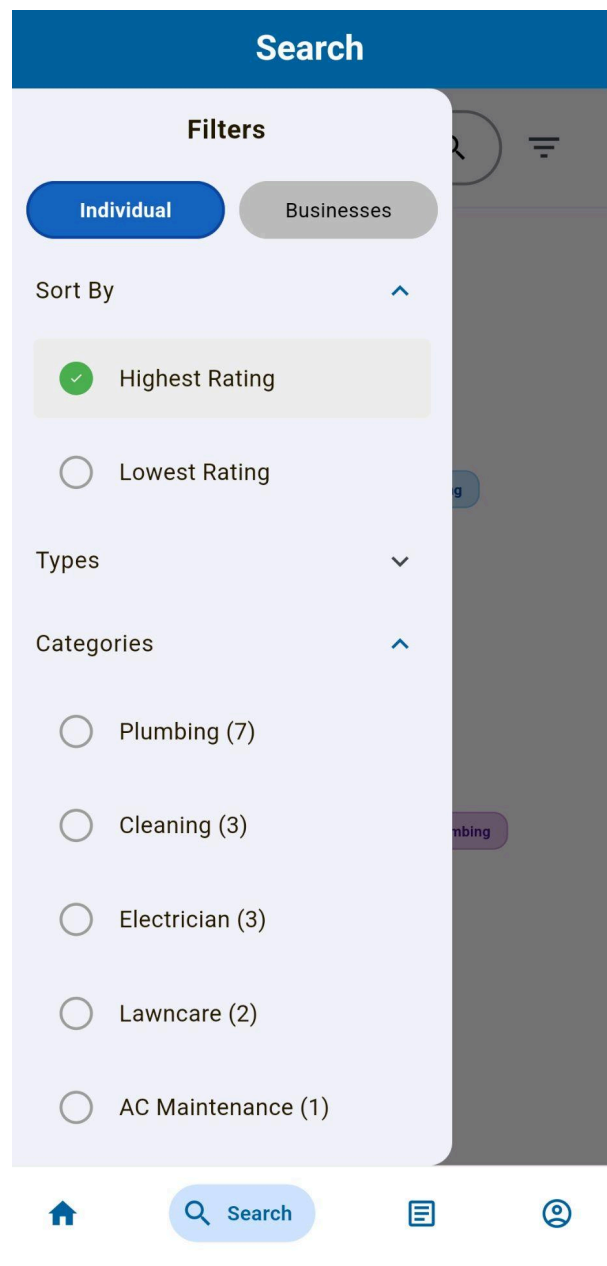 Search
Filters
Individual
Businesses
Sort By
Highest Rating
Lowest Rating
Types
Categories
Plumbing (7)
mbing
Cleaning (3)
Electrician (3)
Lawncare (2)
AC Maintenance (1)
Search